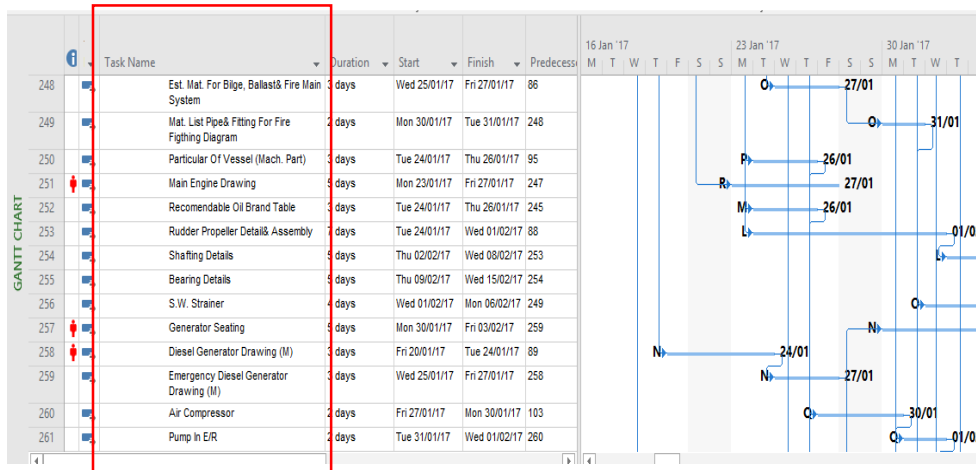 16 Jan '17 23 Jan '17 30 Jan '17
Task Name Duration Start Finish Predecess M T W T F S S M T W T F S S M T W T
GANTT CHART
248 Est. Mat. For Bilge, Ballast& Fire Main System 3 days Wed 25/01/17 Fri 27/01/17 86 O 27/01
249 Mat. List Pipe& Fitting For Fire Figthing Diagram 2 days Mon 30/01/17 Tue 31/01/17 248 O 31/01
250 Particular Of Vessel (Mach. Part) 3 days Tue 24/01/17 Thu 26/01/17 95 P 26/01
251 Main Engine Drawing 5 days Mon 23/01/17 Fri 27/01/17 247 R 27/01
252 Recomendable Oil Brand Table 3 days Tue 24/01/17 Thu 26/01/17 245 M 26/01
253 Rudder Propeller Detail& Assembly 7 days Tue 24/01/17 Wed 01/02/17 88 L 01/0
254 Shafting Details 5 days Thu 02/02/17 Wed 08/02/17 253 L
255 Bearing Details 5 days Thu 09/02/17 Wed 15/02/17 254
256 S.W. Strainer 4 days Wed 01/02/17 Mon 06/02/17 249 O
257 Generator Seating 5 days Mon 30/01/17 Fri 03/02/17 259 N
258 Diesel Generator Drawing (M) 3 days Fri 20/01/17 Tue 24/01/17 89 N 24/01
259 Emergency Diesel Generator Drawing (M) 3 days Wed 25/01/17 Fri 27/01/17 258 N 27/01
260 Air Compressor 2 days Fri 27/01/17 Mon 30/01/17 103 O 30/01
261 Pump In E/R 2 days Tue 31/01/17 Wed 01/02/17 260 O 01/0